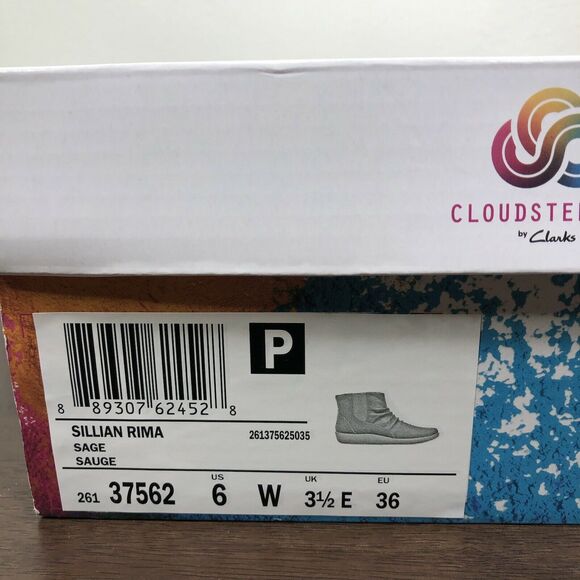 CLOUDSTE
by Clarks
P
8 89307 62452 8
SILLIAN RIMA
261375625035
SAGE
SAUGE
US UK EU
261 37562 6 W 3½ E 36